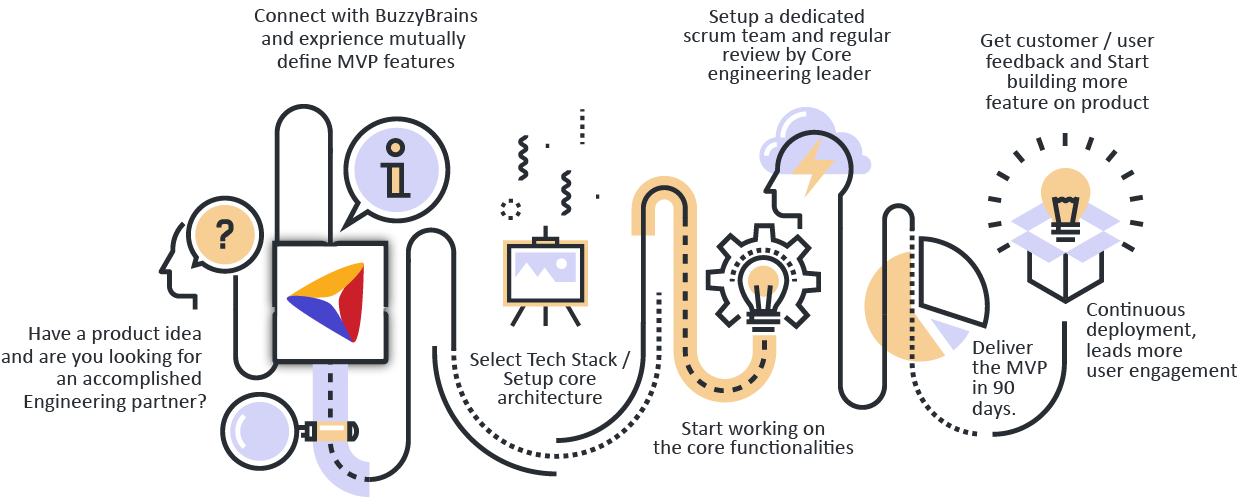 Have a product idea
and are you looking for
an accomplished
Engineering partner?
?
Connect with BuzzyBrains
and exprience mutually
define MVP features
i
Select Tech Stack /
Setup core
architecture
Start working on
the core functionalities
Setup a dedicated
scrum team and regular
review by Core
engineering leader
Deliver
the MVP
in 90
days.
Get customer / user
feedback and Start
building more
feature on product
Continuous
deployment,
leads more
user engagement